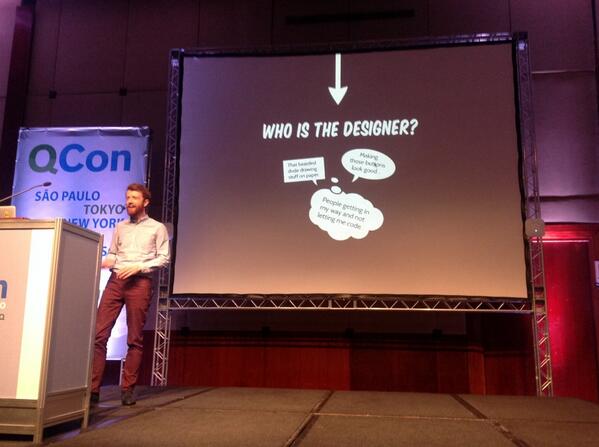 WHO IS THE DESIGNER?
That bearded
dude drawing
stuff on paper
Making
those buttons
look good
People getting in
my way and not
letting me code
QCon
SÃO PAULO
TOKYO
NEW YORK